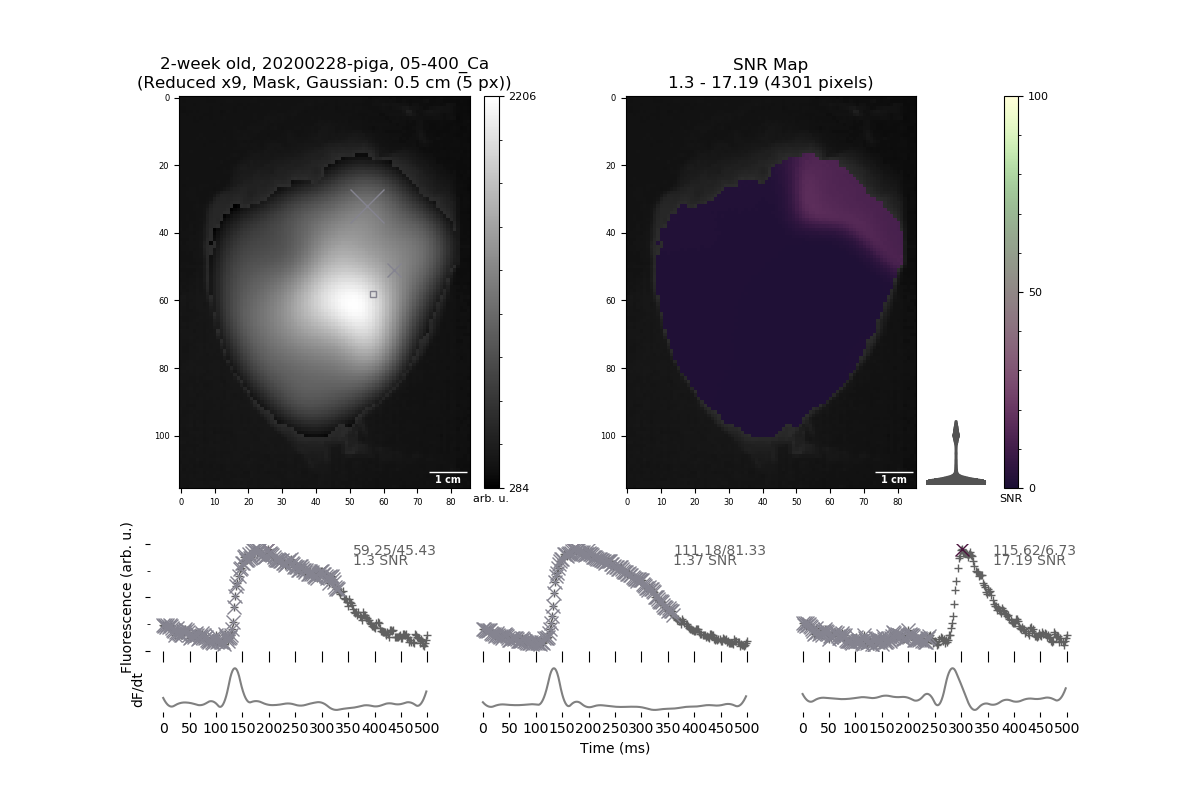 2-week old, 20200228-piga, 05-400_Ca
(Reduced x9, Mask, Gaussian: 0.5 cm (5 px))
SNR Map
1.3 - 17.19 (4301 pixels)
0
20
40
60
80
100
0 10 20 30 40 50 60 70 80
1 cm
2206
284
arb. u.
0
20
40
60
80
100
0 10 20 30 40 50 60 70 80
1 cm
100
50
0
SNR
Fluorescence (arb. u.)
dF/dt
59.25/45.43
1.3 SNR
111.18/81.33
1.37 SNR
115.62/6.73
17.19 SNR
0 50 100 150 200 250 300 350 400 450 500
0 50 100 150 200 250 300 350 400 450 500
0 50 100 150 200 250 300 350 400 450 500
Time (ms)